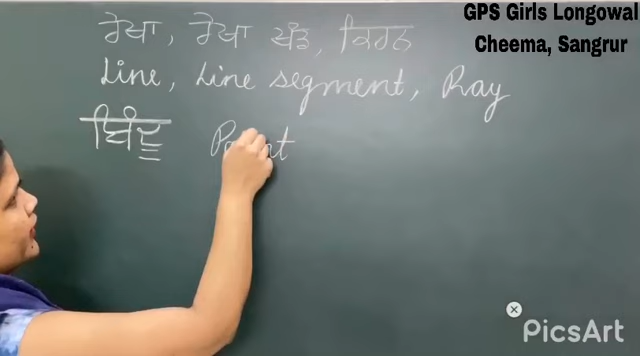 GPS Girls Longowal
Cheema, Sangrur
ਰੇਖਾ, ਰੇਖਾ ਖੰਡ, ਕਿਰਨ
Line, Line segment, Ray
ਬਿੰਦੂ
PicsArt